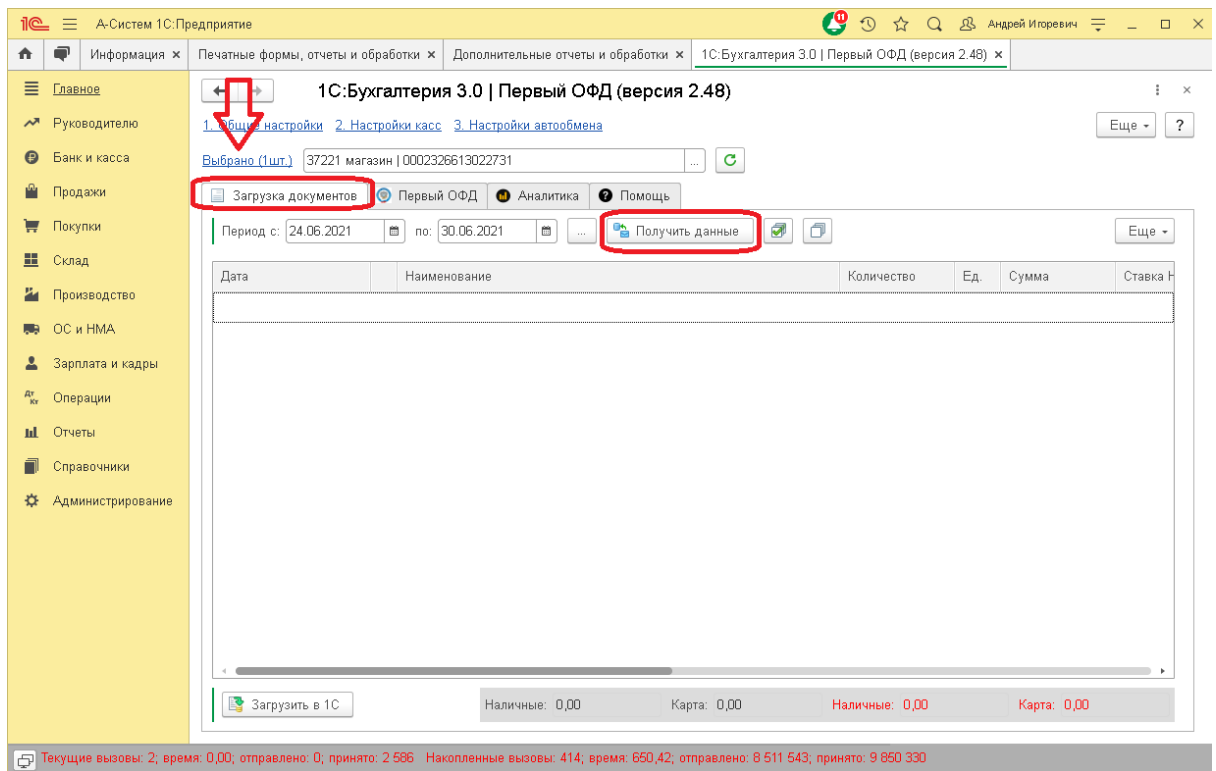 1С А-Систем 1С:Предприятие 11 Андрей Игоревич
Информация × Печатные формы, отчеты и обработки × Дополнительные отчеты и обработки × 1С:Бухгалтерия 3.0 | Первый ОФД (версия 2.48) ×
Главное
Руководителю
Банк и касса
Продажи
Покупки
Склад
Производство
ОС и НМА
Зарплата и кадры
Дт Кт Операции
Отчеты
Справочники
Администрирование
1С:Бухгалтерия 3.0 | Первый ОФД (версия 2.48)
1. Общие настройки 2. Настройки касс 3. Настройки автообмена Еще ?
Выбрано (1шт.) 37221 магазин | 0002326613022731 ...
Загрузка документов Первый ОФД Аналитика Помощь
Период с: 24.06.2021 по: 30.06.2021 ... Получить данные Еще
Дата Наименование Количество Ед. Сумма Ставка Н
Загрузить в 1С Наличные: 0,00 Карта: 0,00 Наличные: 0,00 Карта: 0,00
Текущие вызовы: 2; время: 0,00; отправлено: 0; принято: 2 586 Накопленные вызовы: 414; время: 650,42; отправлено: 8 511 543; принято: 9 850 330